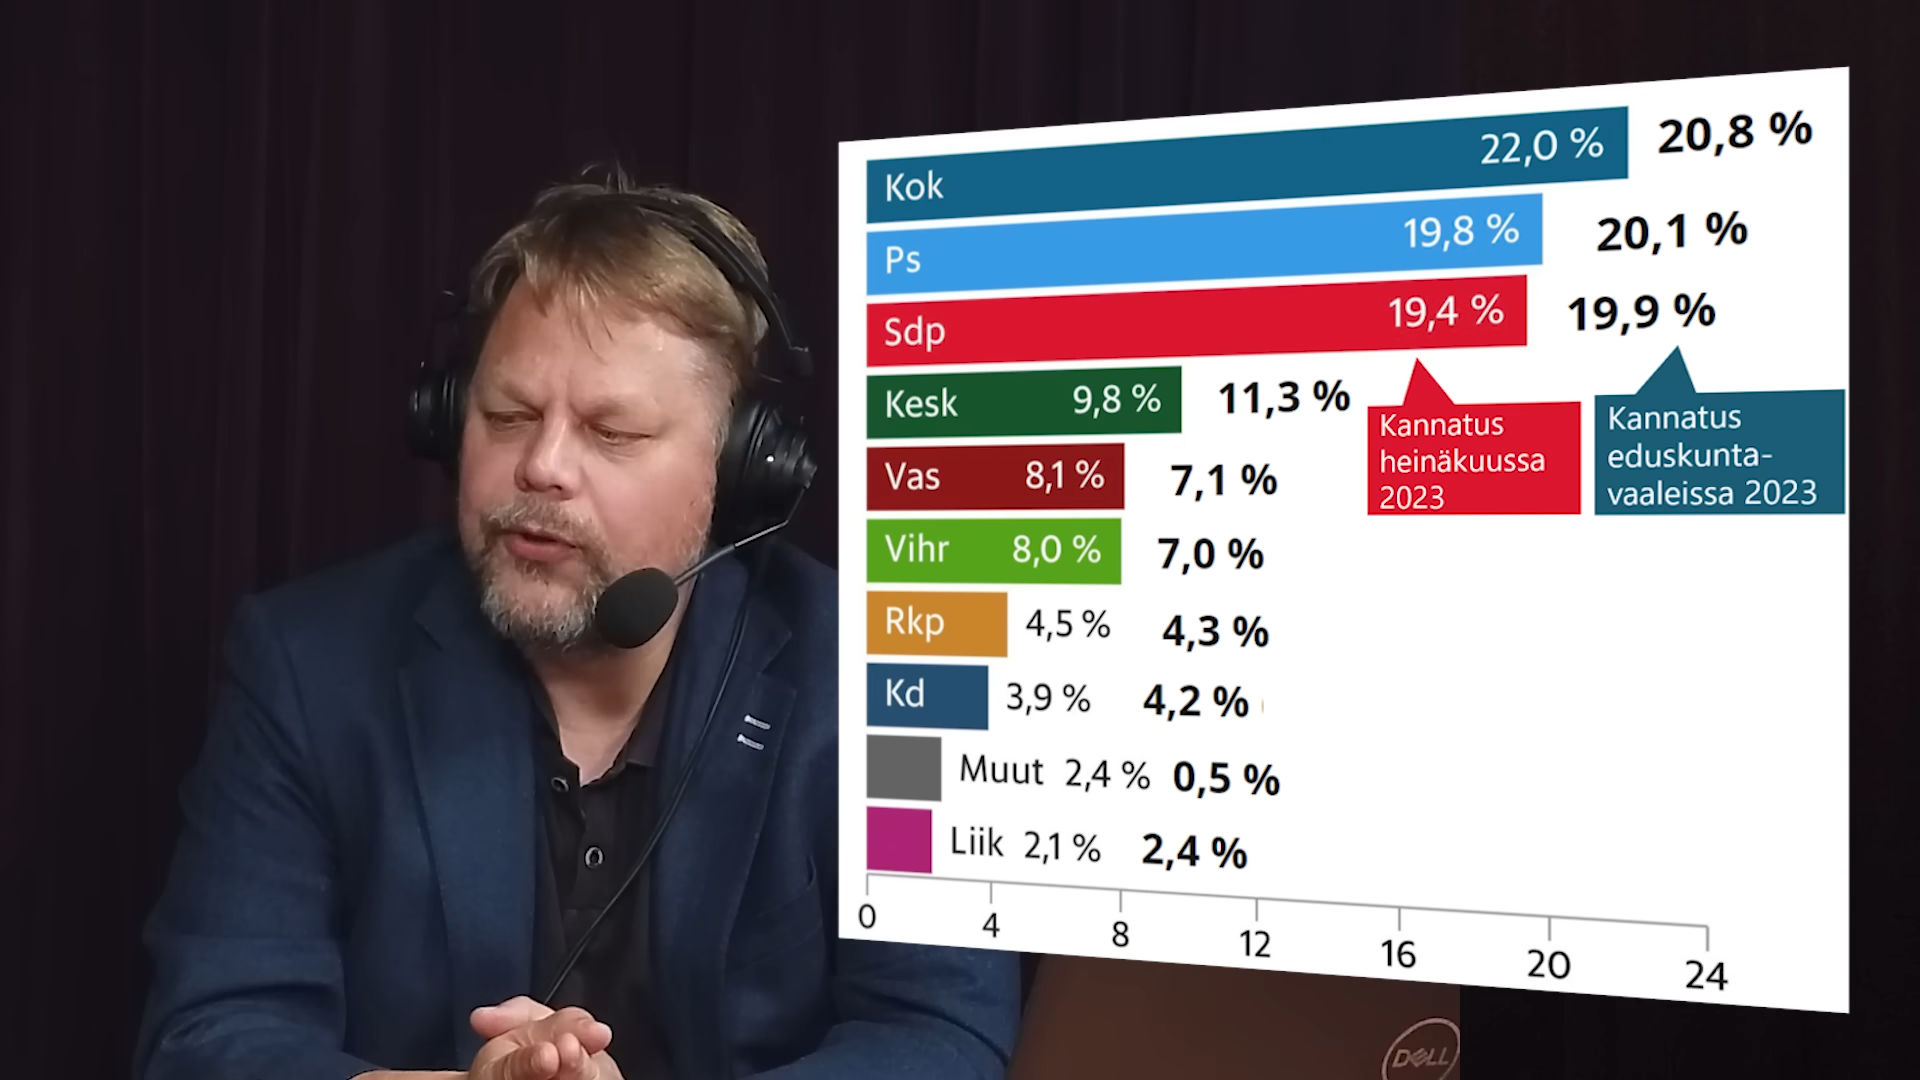 Kok 22,0 % 20,8 %
Ps 19,8 % 20,1 %
Sdp 19,4 % 19,9 %
Kesk 9,8 % 11,3 %
Kannatus
heinäkuussa
2023
Kannatus
eduskunta-
vaaleissa 2023
Vas 8,1 % 7,1 %
Vihr 8,0 % 7,0 %
Rkp 4,5 % 4,3 %
Kd 3,9 % 4,2 %
Muut 2,4 % 0,5 %
Liik 2,1 % 2,4 %
0 4 8 12 16 20 24
DELL